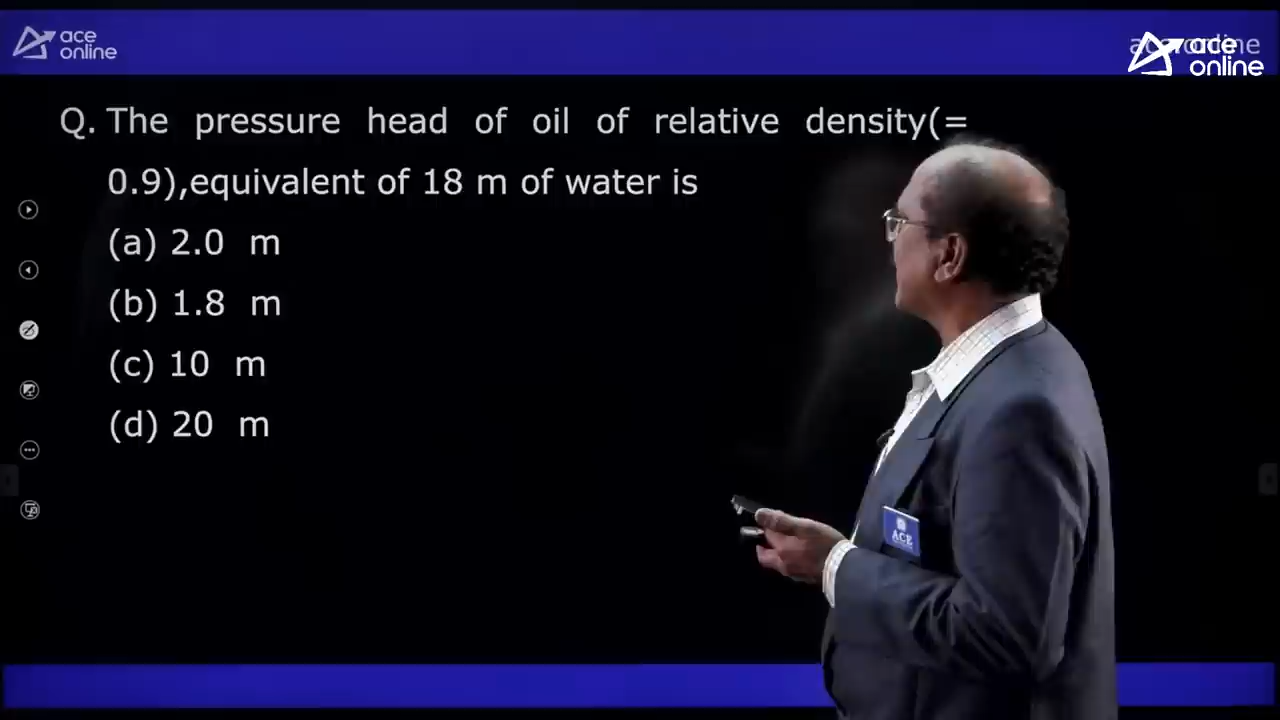 ace
online
ace
online
Q. The pressure head of oil of relative density(=
0.9),equivalent of 18 m of water is
(a) 2.0 m
(b) 1.8 m
(c) 10 m
(d) 20 m
ACE